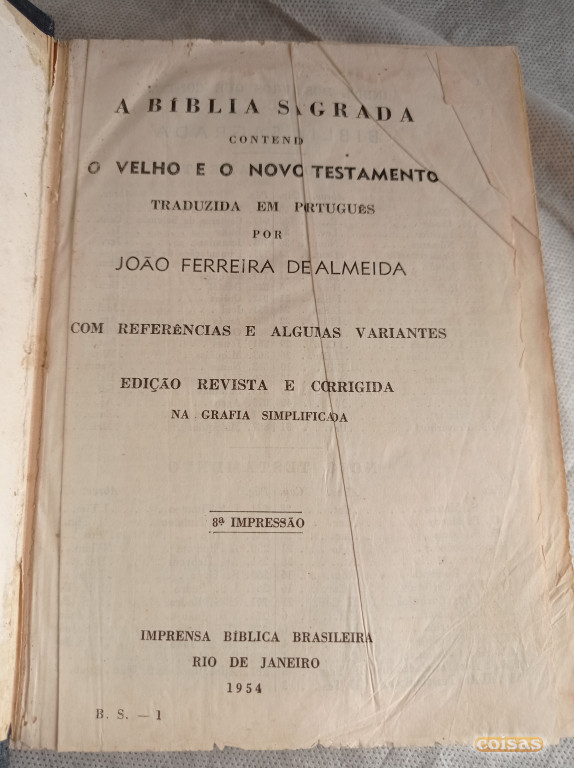 A BÍBLIA SAGRADA
CONTEND
O VELHO E O NOVO TESTAMENTO
TRADUZIDA EM PORTUGUÊS
POR
JOÃO FERREIRA DE ALMEIDA
COM REFERÊNCIAS E ALGUMAS VARIANTES
EDIÇÃO REVISTA E CORRIGIDA
NA GRAFIA SIMPLIFICADA
8ª IMPRESSÃO
IMPRENSA BÍBLICA BRASILEIRA
RIO DE JANEIRO
1954
B. S. — 1
coisas